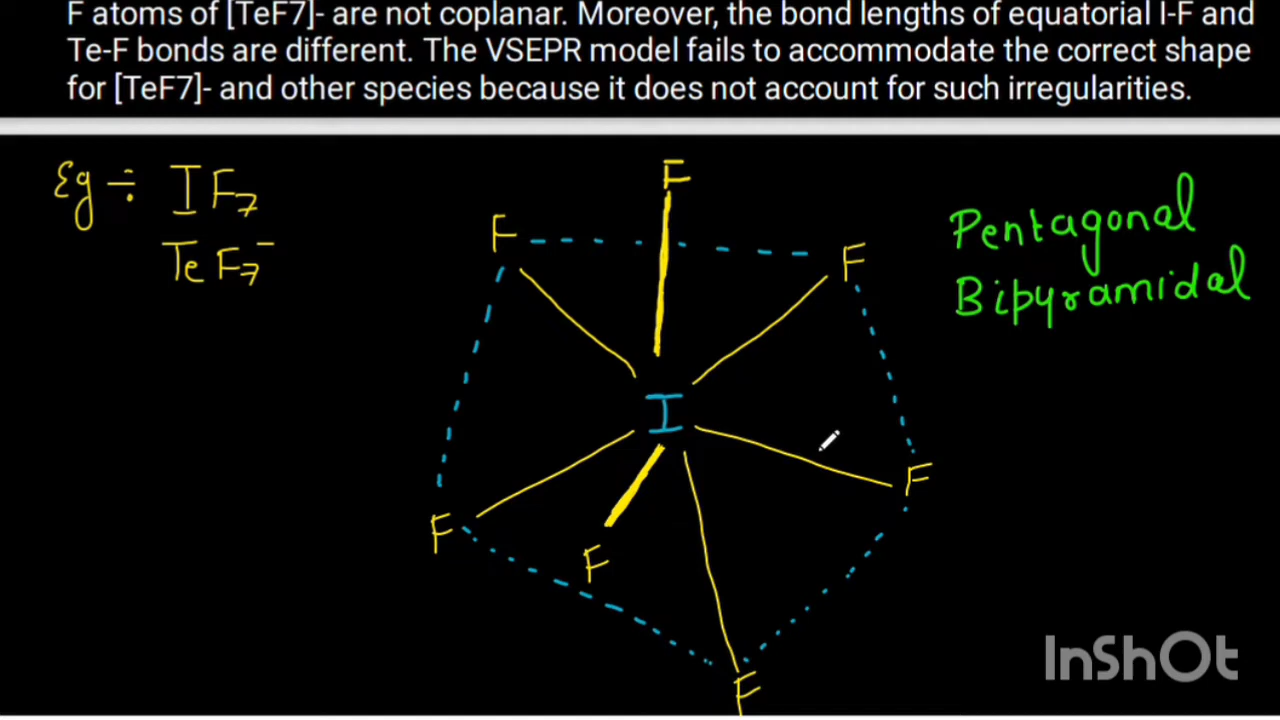 F atoms of [TeF7]- are not coplanar. Moreover, the bond lengths of equatorial I-F and
Te-F bonds are different. The VSEPR model fails to accommodate the correct shape
for [TeF7]- and other species because it does not account for such irregularities.
Eg ÷ IF₇
TeF₇⁻
Pentagonal
Bipyramidal
F
F
F
I
F
F
F
F
InShOt